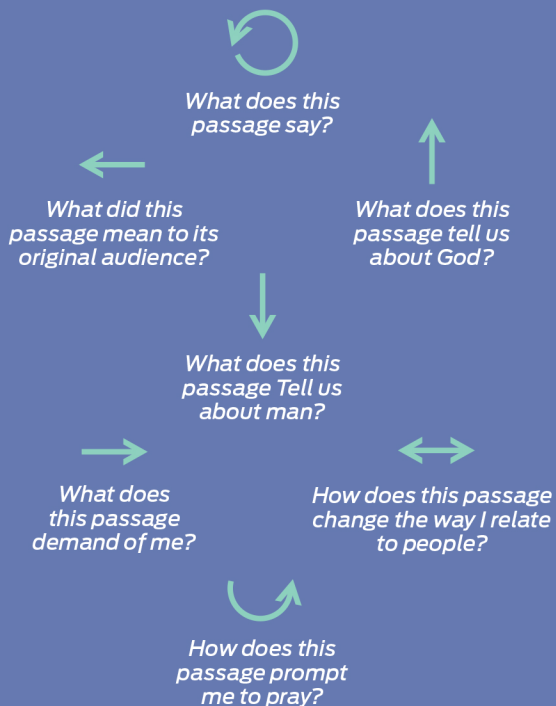 What does this
passage say?
What did this
passage mean to its
original audience?
What does this
passage tell us
about God?
What does this
passage Tell us
about man?
What does
this passage
demand of me?
How does this passage
change the way I relate
to people?
How does this
passage prompt
me to pray?